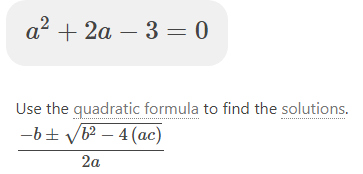 a² + 2a − 3 = 0
Use the quadratic formula to find the solutions.
−b ± √b² − 4 (ac)
2a